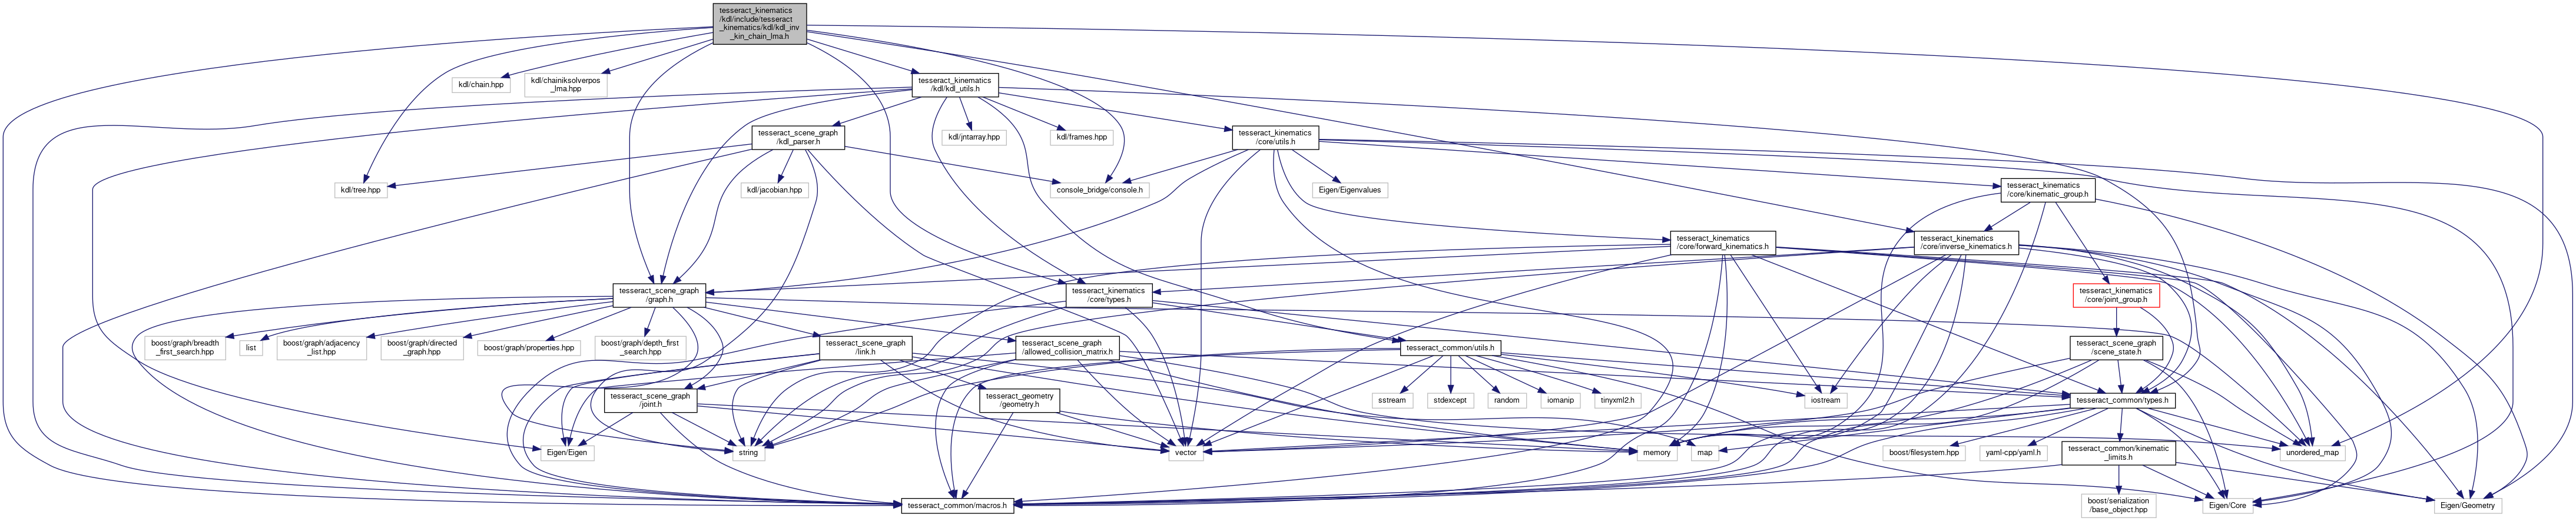 tesseract_kinematics
/kdl/include/tesseract
_kinematics/kdl/kdl_inv
_kin_chain_lma.h
kdl/chain.hpp
kdl/chainiksolverpos
_lma.hpp
tesseract_kinematics
/kdl/kdl_utils.h
tesseract_scene_graph
/kdl_parser.h
kdl/jntarray.hpp
kdl/frames.hpp
tesseract_kinematics
/core/utils.h
kdl/tree.hpp
kdl/jacobian.hpp
console_bridge/console.h
Eigen/Eigenvalues
tesseract_kinematics
/core/kinematic_group.h
tesseract_kinematics
/core/forward_kinematics.h
tesseract_kinematics
/core/inverse_kinematics.h
tesseract_scene_graph
/graph.h
tesseract_kinematics
/core/types.h
tesseract_kinematics
/core/joint_group.h
boost/graph/breadth
_first_search.hpp
list
boost/graph/adjacency
_list.hpp
boost/graph/directed
_graph.hpp
boost/graph/properties.hpp
boost/graph/depth_first
_search.hpp
tesseract_scene_graph
/link.h
tesseract_scene_graph
/allowed_collision_matrix.h
tesseract_common/utils.h
tesseract_scene_graph
/scene_state.h
tesseract_scene_graph
/joint.h
tesseract_geometry
/geometry.h
sstream
stdexcept
random
iomanip
tinyxml2.h
iostream
tesseract_common/types.h
Eigen/Eigen
string
vector
memory
map
boost/filesystem.hpp
yaml-cpp/yaml.h
tesseract_common/kinematic
_limits.h
unordered_map
tesseract_common/macros.h
boost/serialization
/base_object.hpp
Eigen/Core
Eigen/Geometry